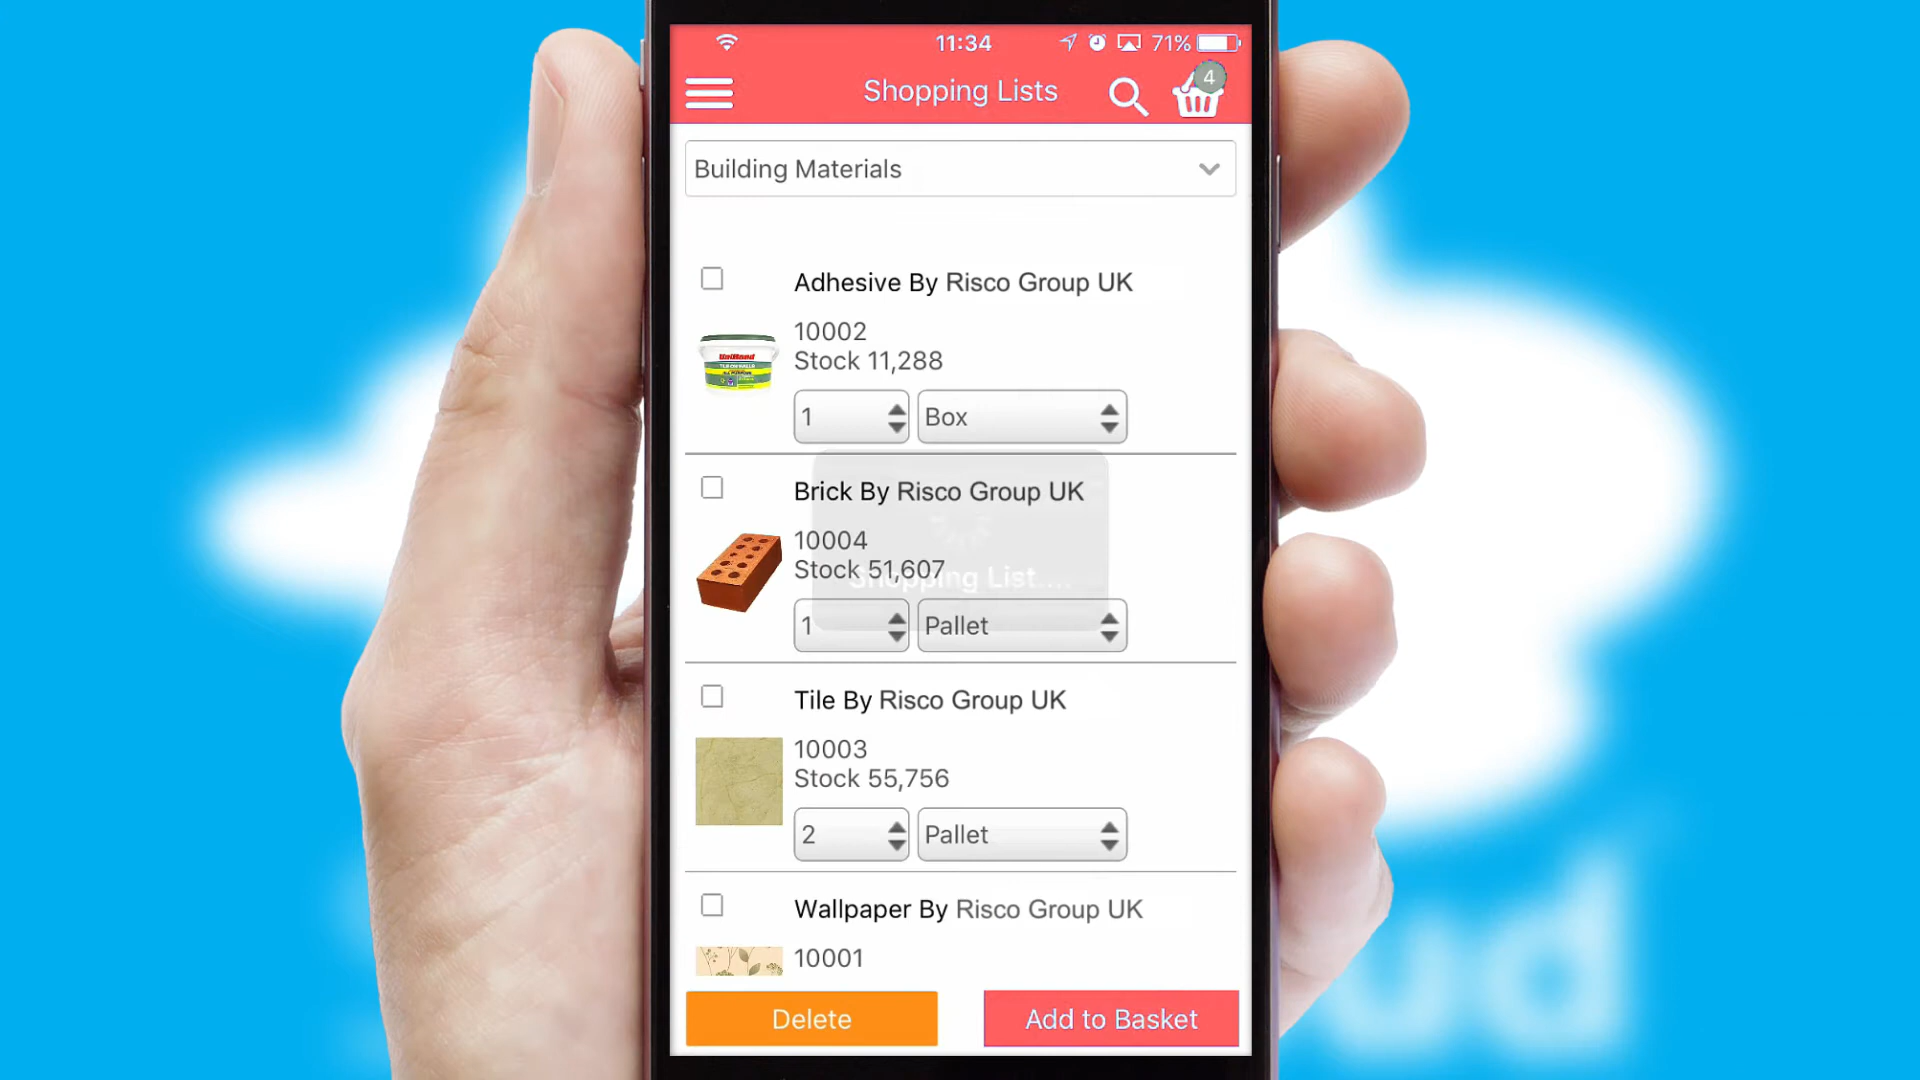 11:34
71%
Shopping Lists
4
Building Materials
Adhesive By Risco Group UK
10002
Stock 11,288
1
Box
Brick By Risco Group UK
10004
Stock 51,607
Shopping List....
1
Pallet
Tile By Risco Group UK
10003
Stock 55,756
2
Pallet
Wallpaper By Risco Group UK
10001
Delete
Add to Basket